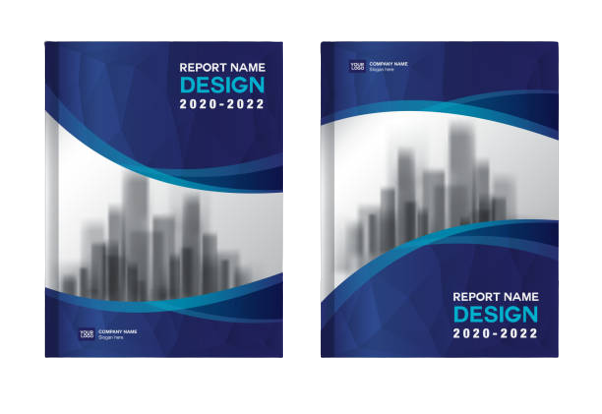 REPORT NAME
DESIGN
2020-2022
YOUR
LOGO
COMPANY NAME
Slogan here
YOUR
LOGO
COMPANY NAME
Slogan here
REPORT NAME
DESIGN
2020-2022